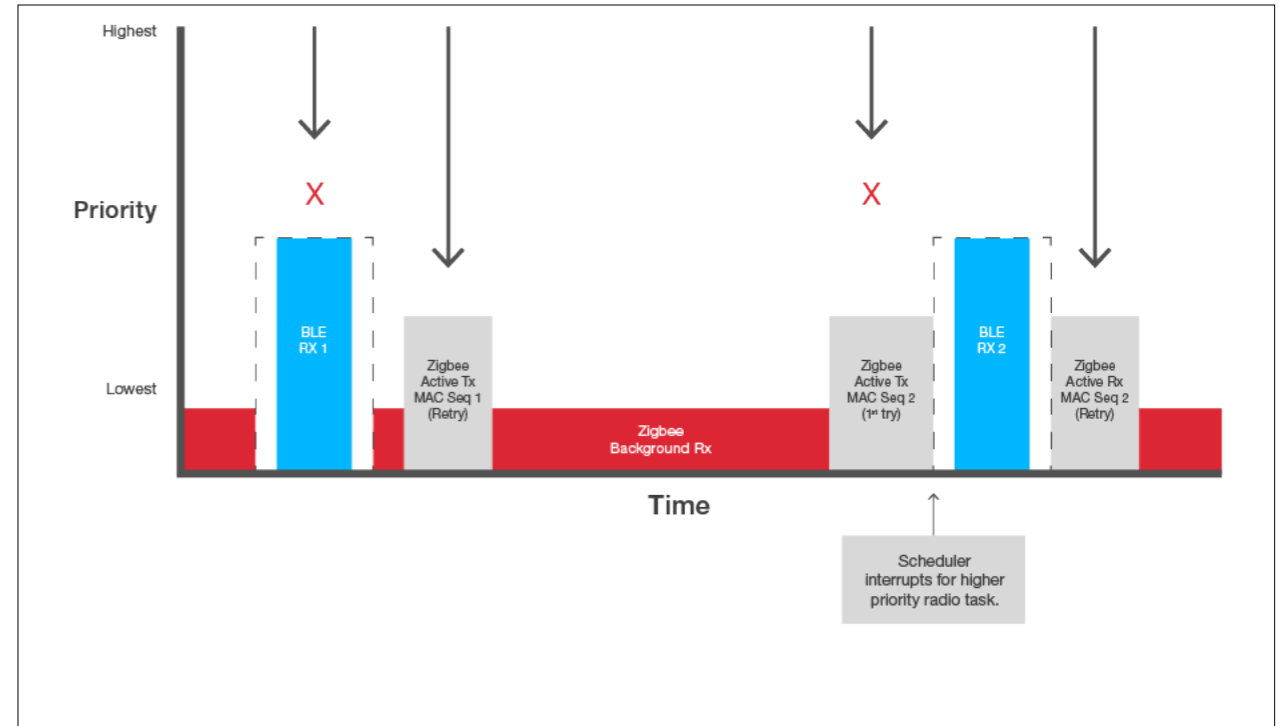 Highest
X
X
Priority
BLE
RX 1
BLE
RX 2
Zigbee
Active Tx
MAC Seq 1
(Retry)
Zigbee
Active Tx
MAC Seq 2
(1st try)
Zigbee
Active Rx
MAC Seq 2
(Retry)
Lowest
Zigbee
Background Rx
Time
Scheduler
interrupts for higher
priority radio task.